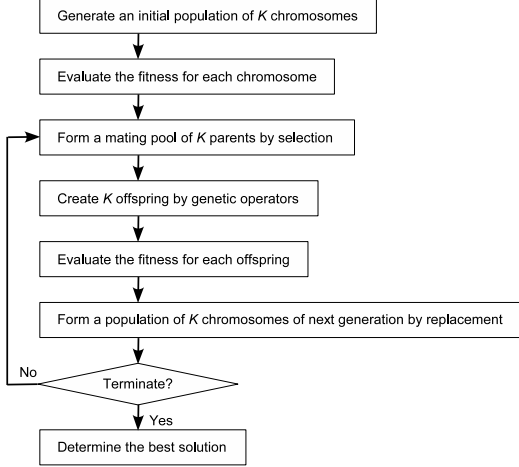 Generate an initial population of K chromosomes
Evaluate the fitness for each chromosome
Form a mating pool of K parents by selection
Create K offspring by genetic operators
Evaluate the fitness for each offspring
Form a population of K chromosomes of next generation by replacement
No
Terminate?
Yes
Determine the best solution